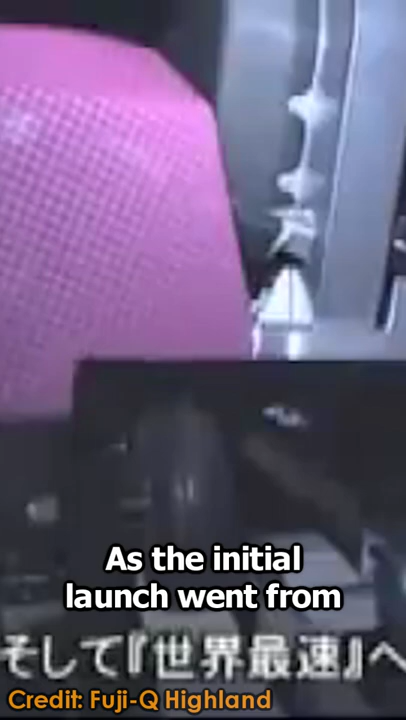 As the initial
launch went from
そして『世界最速』へ
Credit: Fuji-Q Highland